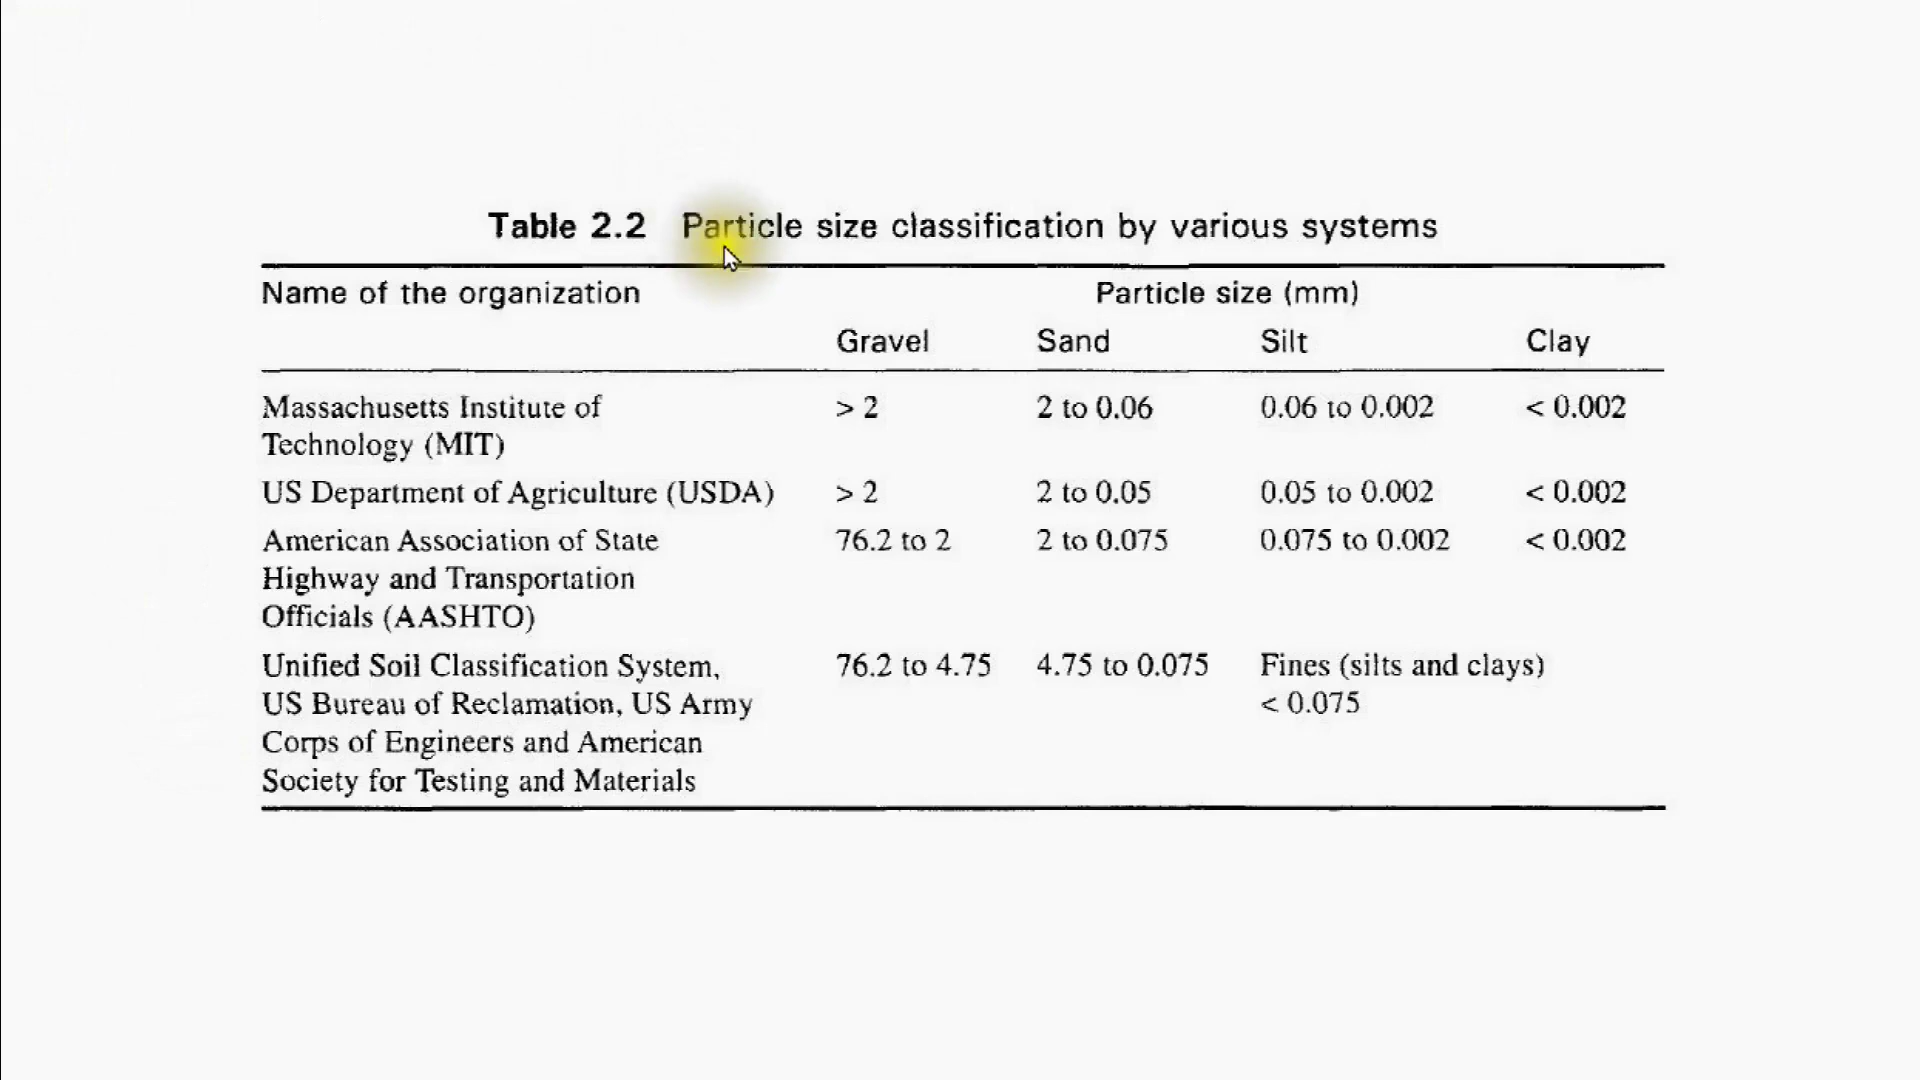 Table 2.2 Particle size classification by various systems
Name of the organization Particle size (mm)
Gravel Sand Silt Clay
Massachusetts Institute of > 2 2 to 0.06 0.06 to 0.002 < 0.002
Technology (MIT)
US Department of Agriculture (USDA) > 2 2 to 0.05 0.05 to 0.002 < 0.002
American Association of State 76.2 to 2 2 to 0.075 0.075 to 0.002 < 0.002
Highway and Transportation
Officials (AASHTO)
Unified Soil Classification System, 76.2 to 4.75 4.75 to 0.075 Fines (silts and clays)
US Bureau of Reclamation, US Army < 0.075
Corps of Engineers and American
Society for Testing and Materials